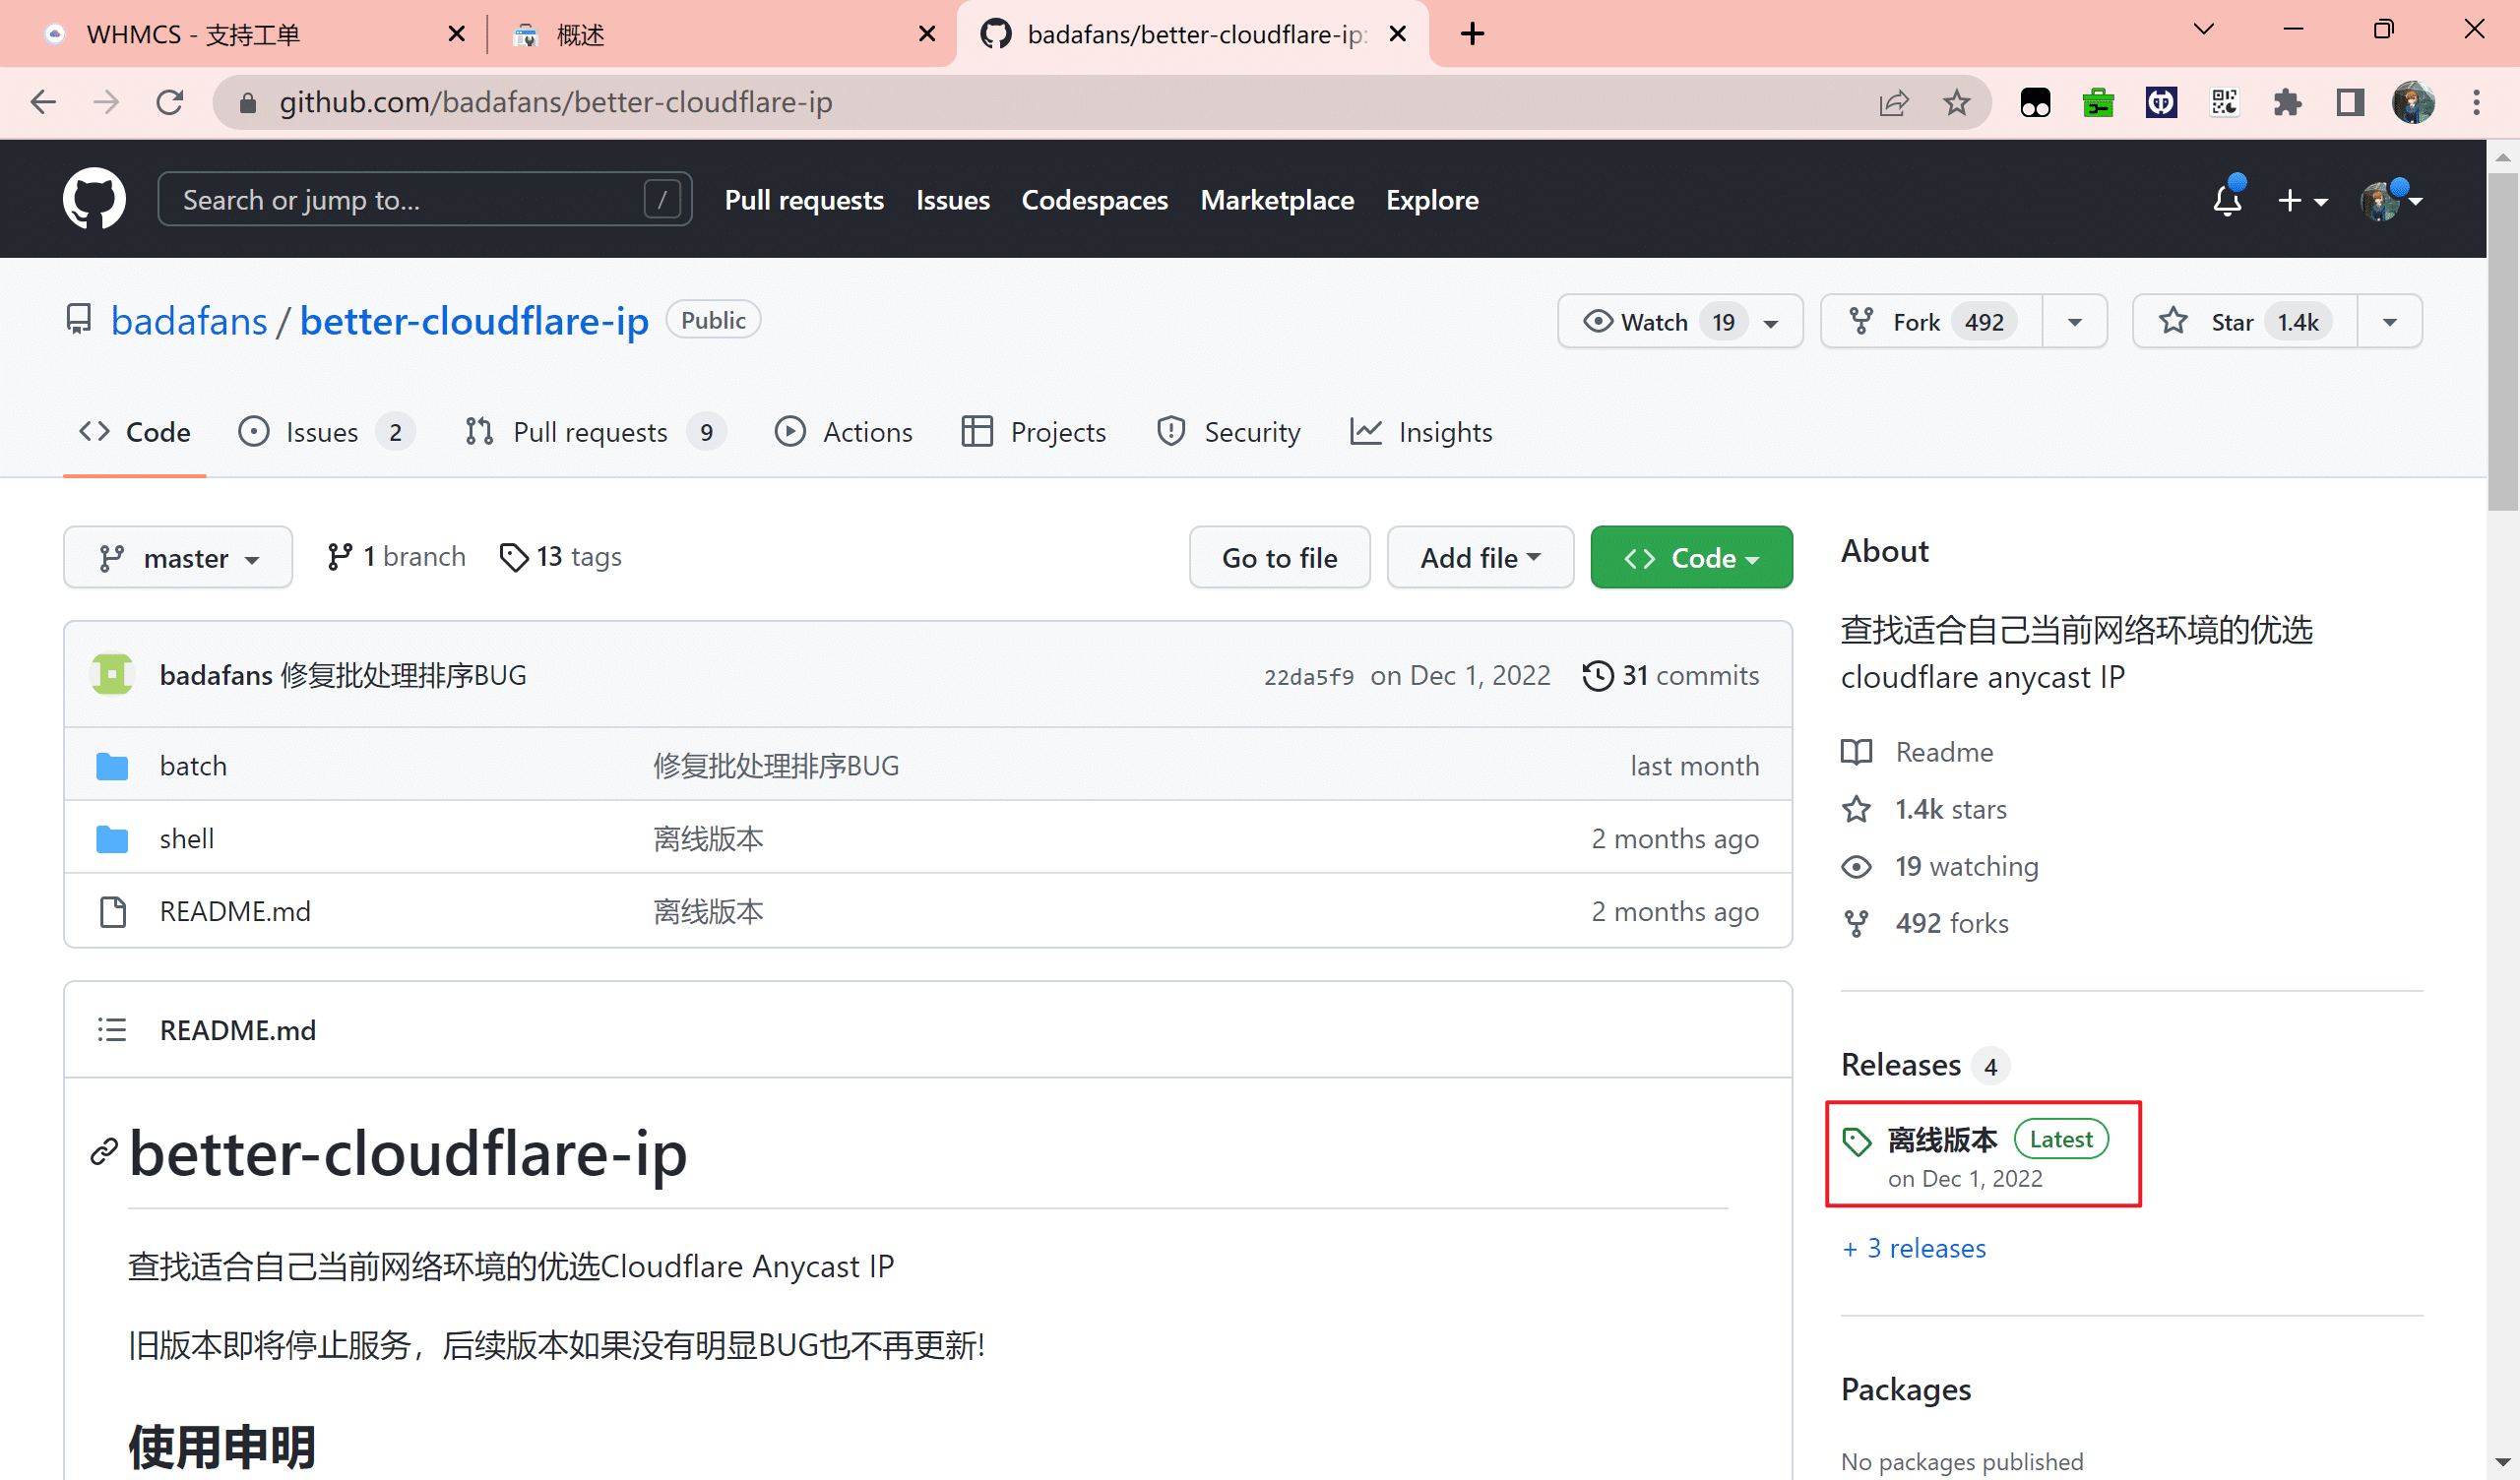 WHMCS - 支持工单
概述
badafans/better-cloudflare-ip:
github.com/badafans/better-cloudflare-ip
Search or jump to...
/
Pull requests
Issues
Codespaces
Marketplace
Explore
badafans / better-cloudflare-ip
Public
Watch 19
Fork 492
Star 1.4k
Code
Issues 2
Pull requests 9
Actions
Projects
Security
Insights
master
1 branch
13 tags
Go to file
Add file
Code
badafans 修复批处理排序BUG
22da5f9 on Dec 1, 2022
31 commits
batch
修复批处理排序BUG
last month
shell
离线版本
2 months ago
README.md
离线版本
2 months ago
README.md
better-cloudflare-ip
查找适合自己当前网络环境的优选Cloudflare Anycast IP
旧版本即将停止服务，后续版本如果没有明显BUG也不再更新!
使用申明
About
查找适合自己当前网络环境的优选
cloudflare anycast IP
Readme
1.4k stars
19 watching
492 forks
Releases 4
离线版本 Latest
on Dec 1, 2022
+ 3 releases
Packages
No packages published